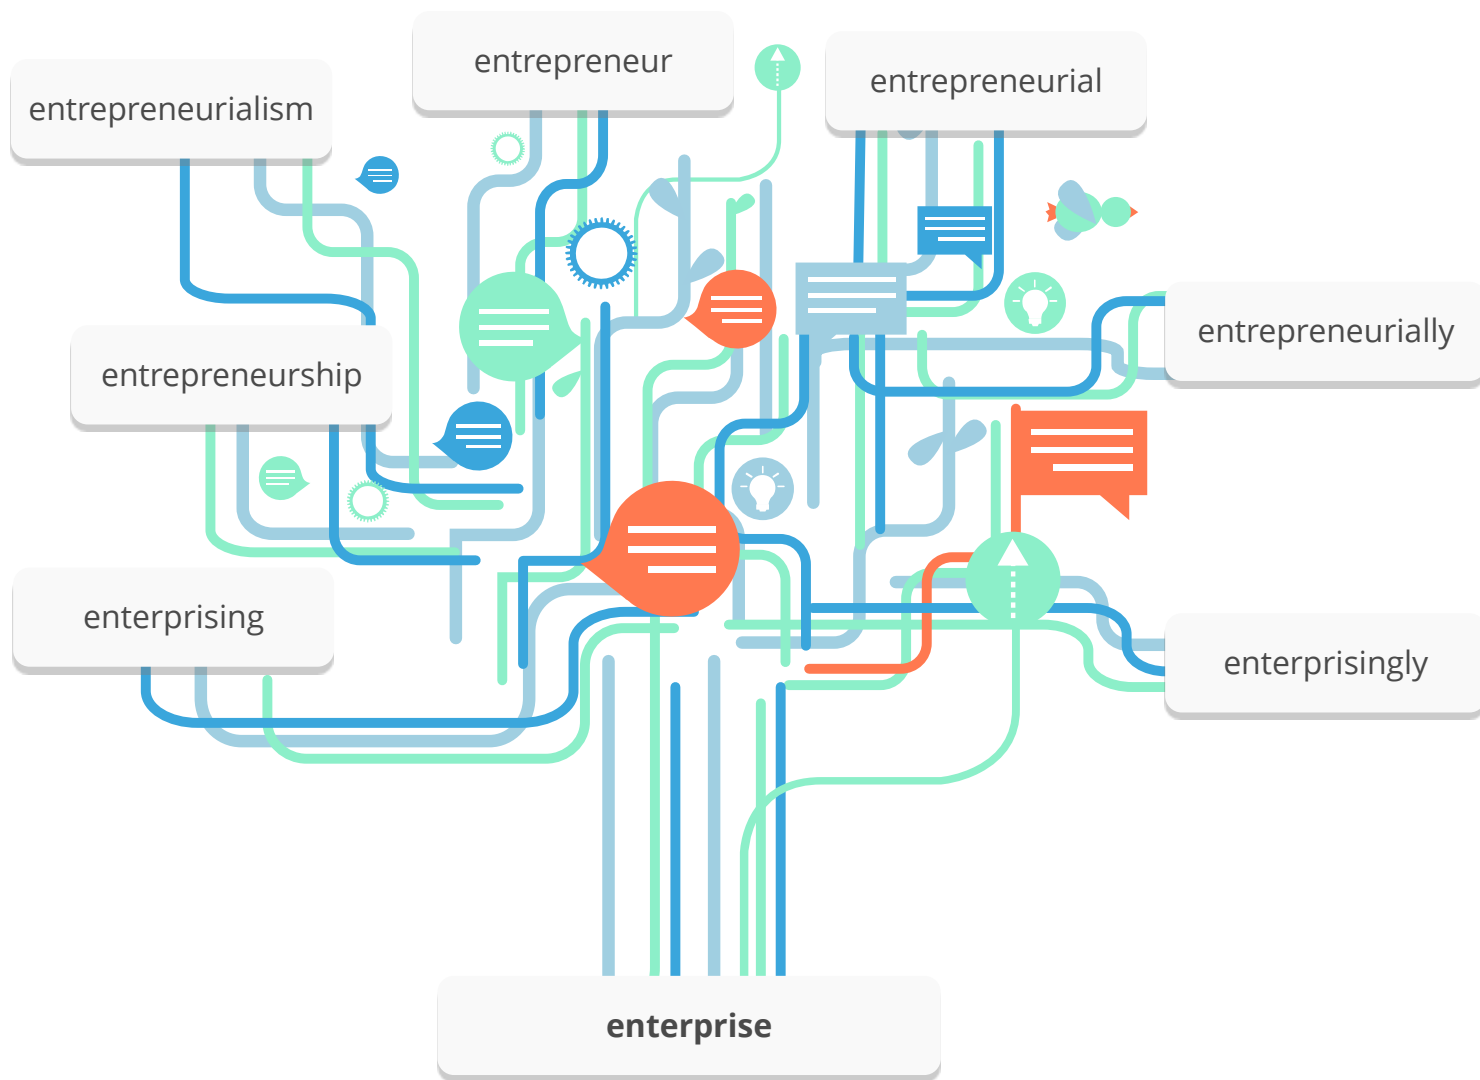 entrepreneur
entrepreneurial
entrepreneurialism
entrepreneurially
entrepreneurship
enterprising
enterprisingly
enterprise